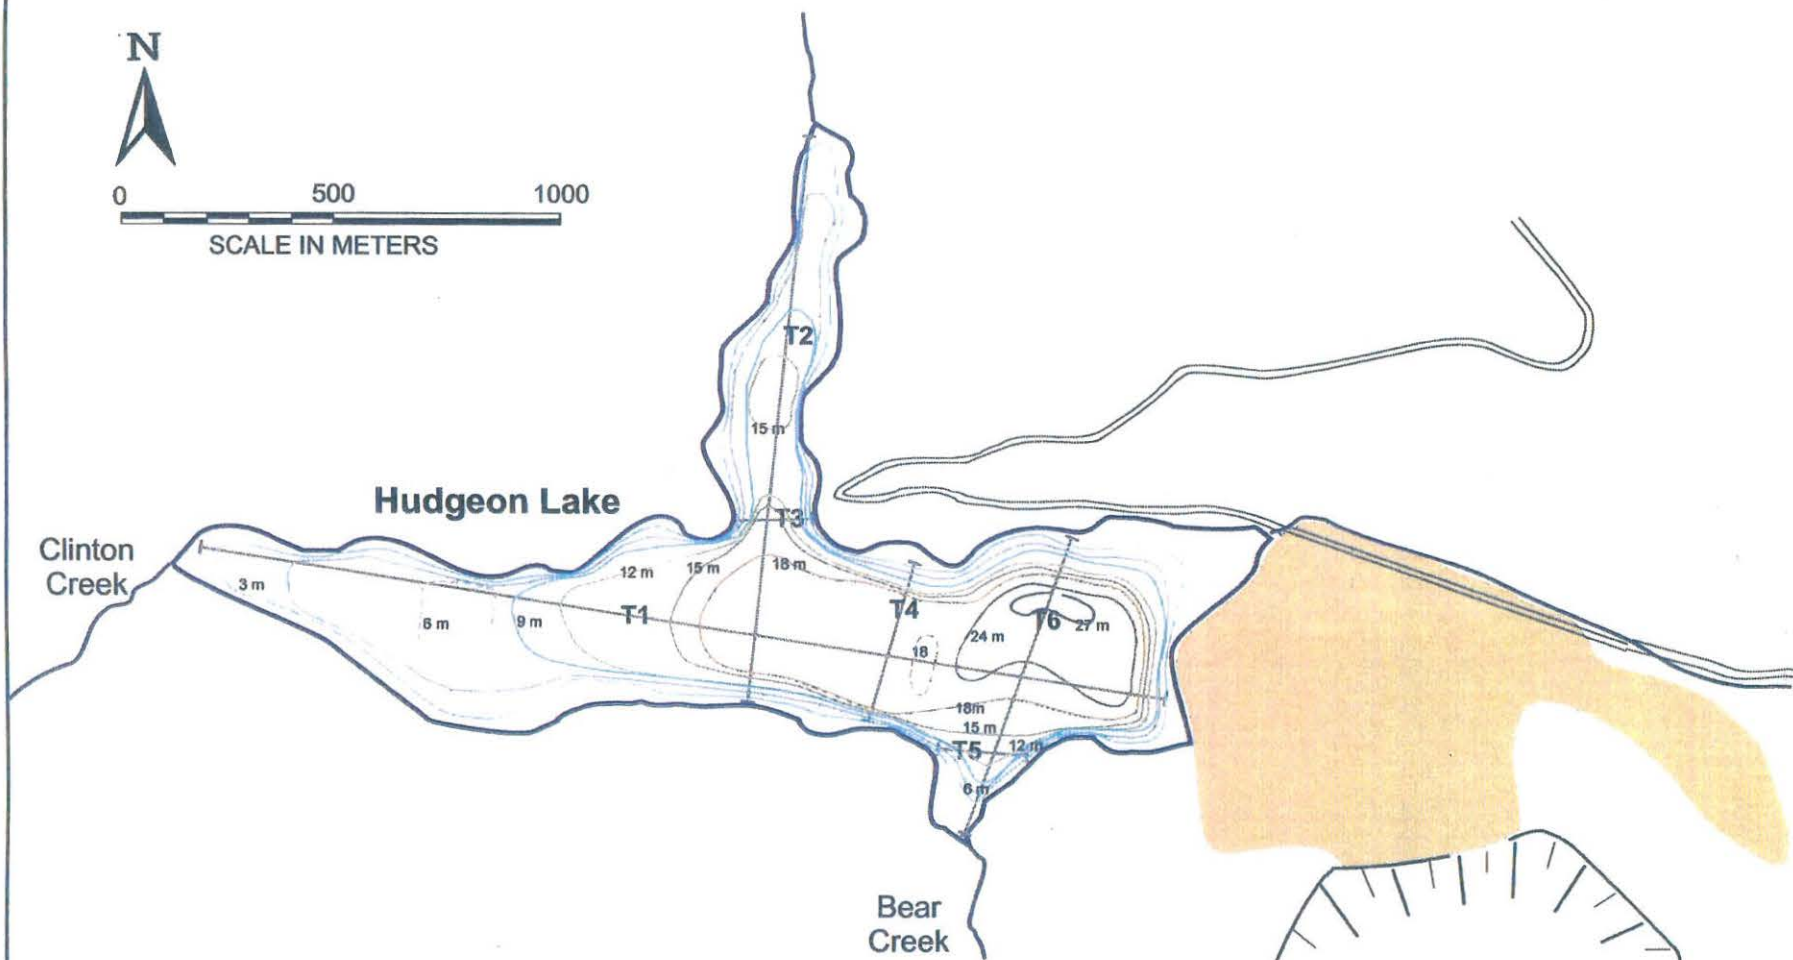 N
0 500 1000
SCALE IN METERS
T2
15 m
Hudgeon Lake
T3
Clinton
Creek
3 m
6 m
9 m
12 m
T1
15 m
18 m
T4
18
24 m
T6
27 m
18m
15 m
T5
12 m
6 m
Bear
Creek